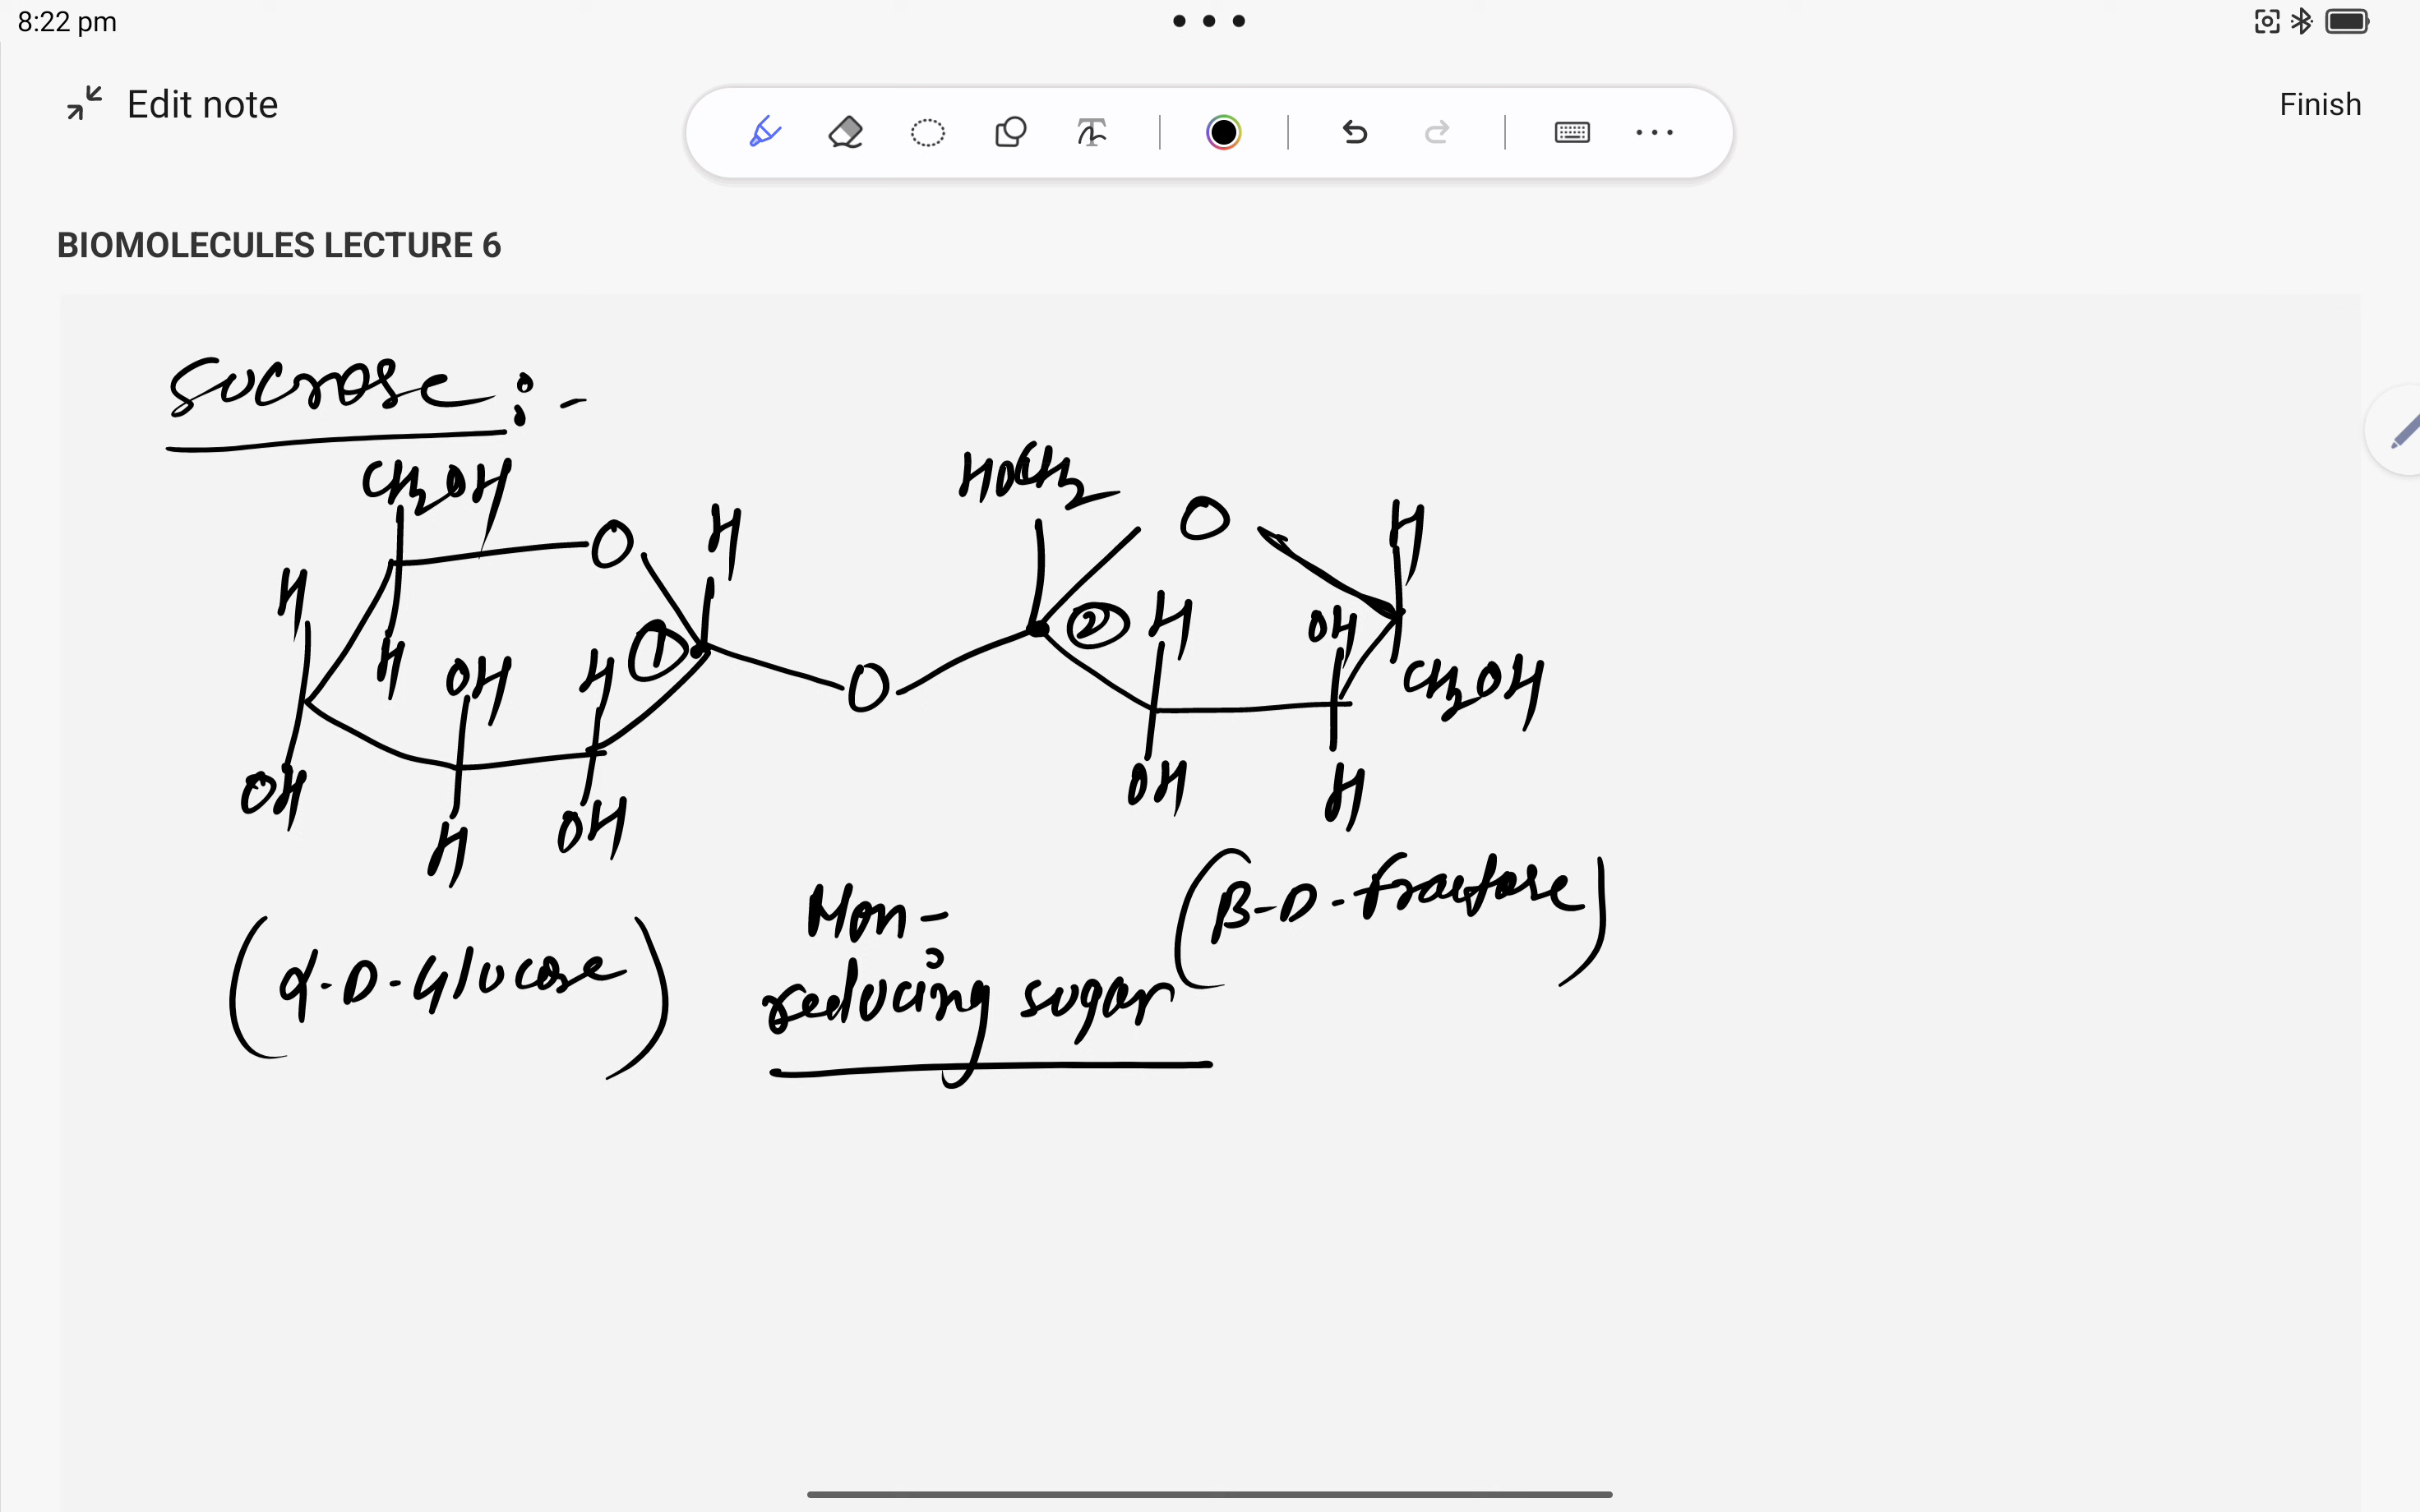 8:22 pm
Edit note
Finish
BIOMOLECULES LECTURE 6
Sucrose :-
CH2OH
HOCH2
O
H
O
H
H
1
2
H
OH
H
OH
H
O
CH2OH
OH
H
OH
OH
H
H
(α-D-Glucose)
Non-
reducing sugar
(β-D-fructose)